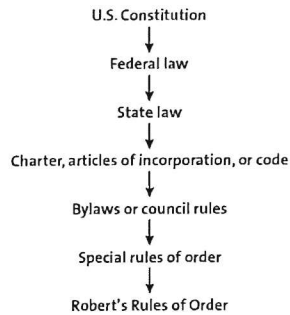 U.S. Constitution
Federal law
State law
Charter, articles of incorporation, or code
Bylaws or council rules
Special rules of order
Robert's Rules of Order